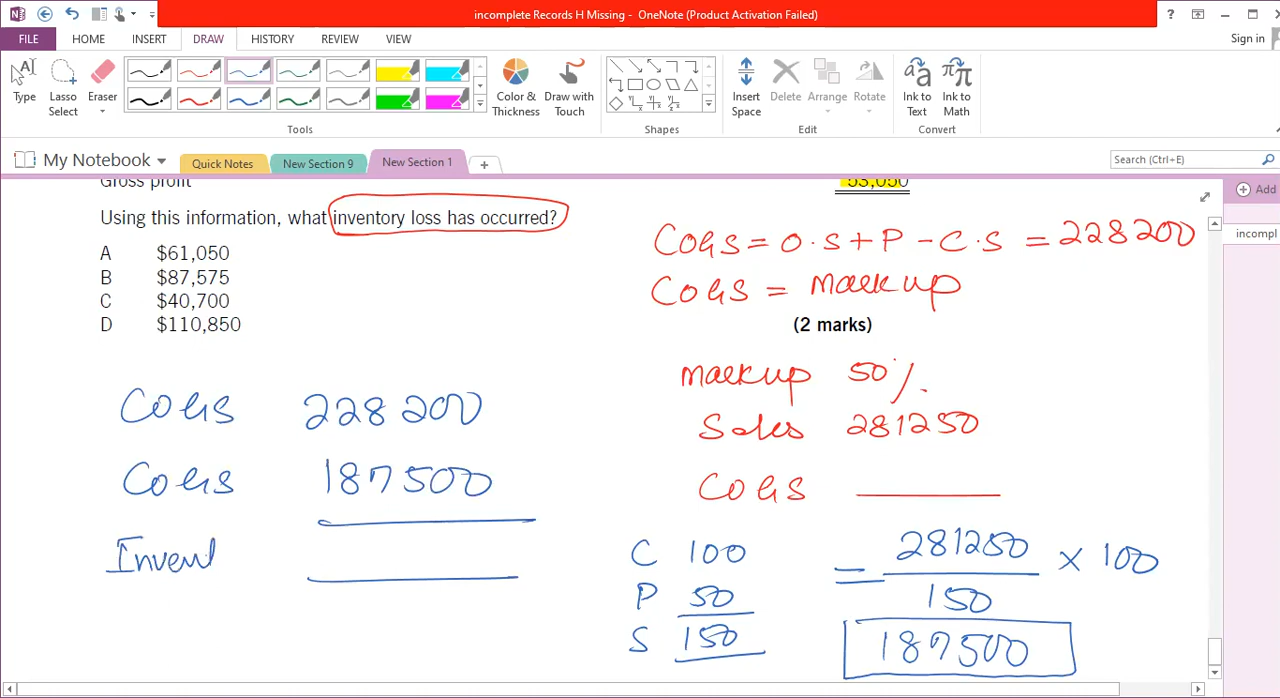 incomplete Records H Missing - OneNote (Product Activation Failed)
FILE HOME INSERT DRAW HISTORY REVIEW VIEW
Sign in
Type
Lasso Select
Eraser
Color & Thickness
Draw with Touch
Insert Space
Delete
Arrange
Rotate
Ink to Text
Ink to Math
Tools
Shapes
Edit
Convert
My Notebook
Quick Notes
New Section 9
New Section 1
Search (Ctrl+E)
Add
incompl
Gross profit 53,050
Using this information, what inventory loss has occurred?
A $61,050
B $87,575
C $40,700
D $110,850
COGS = O.S + P - C.S = 228200
COGS = Markup
(2 marks)
Markup 50%
Sales 281250
COGS
COGS 228200
COGS 187500
Invent
C 100
P 50
S 150
= 281250 × 100
150
187500